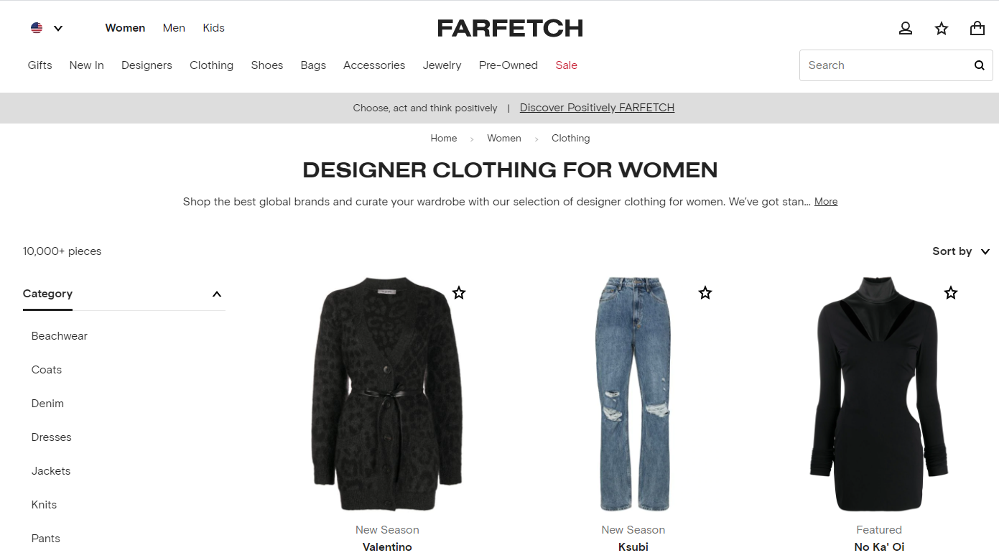 Women Men Kids
FARFETCH
Gifts New In Designers Clothing Shoes Bags Accessories Jewelry Pre-Owned Sale
Search
Choose, act and think positively | Discover Positively FARFETCH
Home > Women > Clothing
DESIGNER CLOTHING FOR WOMEN
Shop the best global brands and curate your wardrobe with our selection of designer clothing for women. We've got stan... More
10,000+ pieces
Sort by
Category
Beachwear
Coats
Denim
Dresses
Jackets
Knits
Pants
New Season
Valentino
New Season
Ksubi
Featured
No Ka' Oi